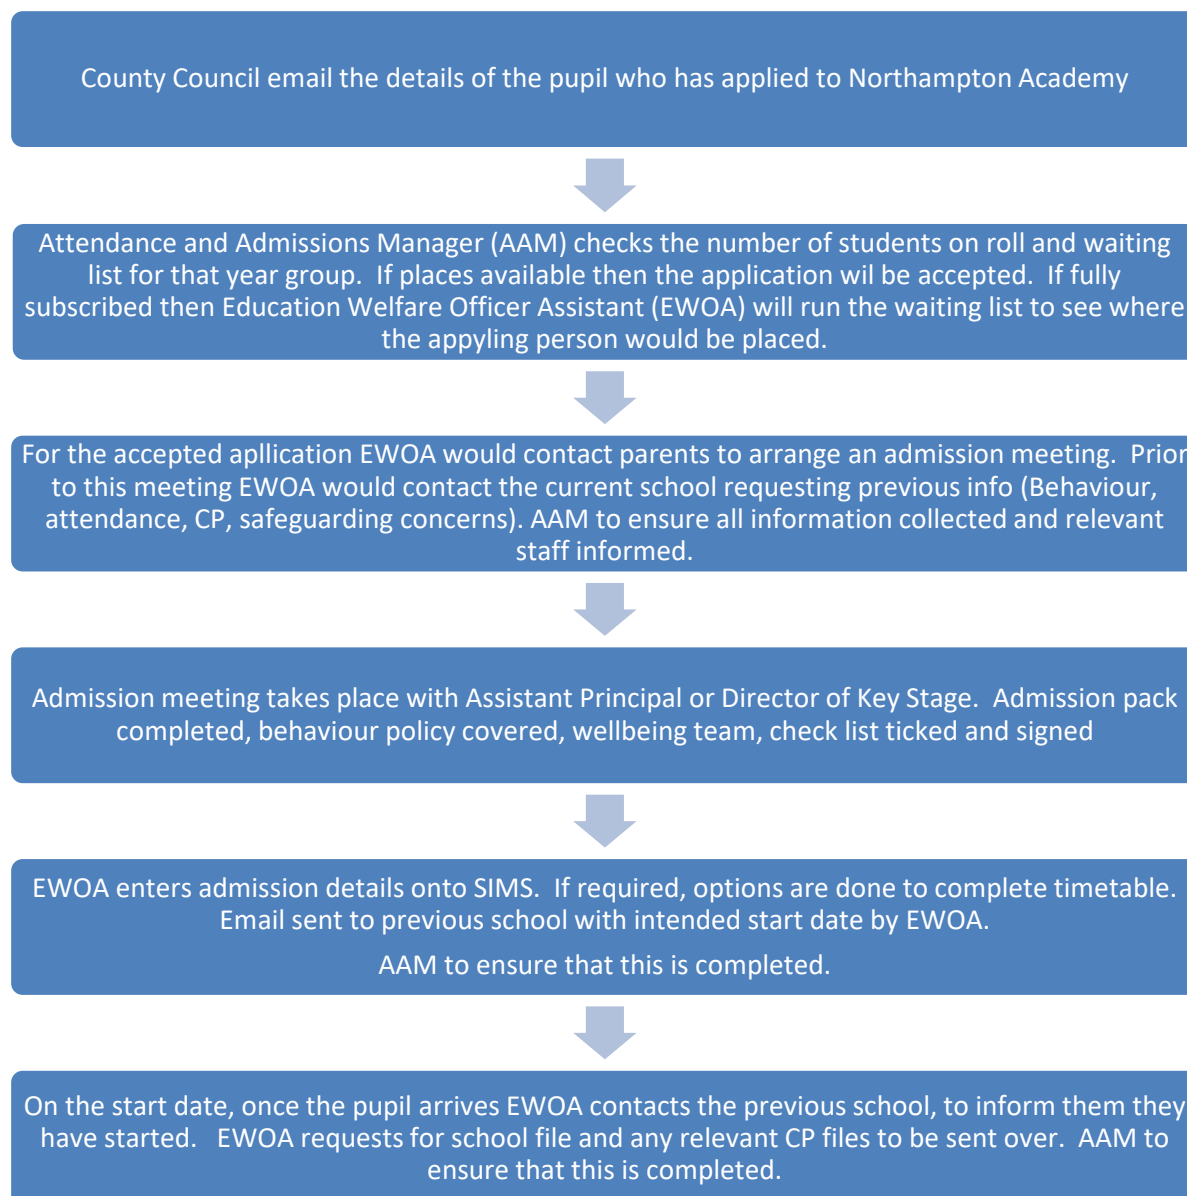 County Council email the details of the pupil who has applied to Northampton Academy
Attendance and Admissions Manager (AAM) checks the number of students on roll and waiting
list for that year group.  If places available then the application wil be accepted.  If fully
subscribed then Education Welfare Officer Assistant (EWOA) will run the waiting list to see where
the appyling person would be placed.
For the accepted apllication EWOA would contact parents to arrange an admission meeting.  Prior
to this meeting EWOA would contact the current school requesting previous info (Behaviour,
attendance, CP, safeguarding concerns). AAM to ensure all information collected and relevant
staff informed.
Admission meeting takes place with Assistant Principal or Director of Key Stage.  Admission pack
completed, behaviour policy covered, wellbeing team, check list ticked and signed
EWOA enters admission details onto SIMS.  If required, options are done to complete timetable.
Email sent to previous school with intended start date by EWOA.
AAM to ensure that this is completed.
On the start date, once the pupil arrives EWOA contacts the previous school, to inform them they
have started.   EWOA requests for school file and any relevant CP files to be sent over.  AAM to
ensure that this is completed.